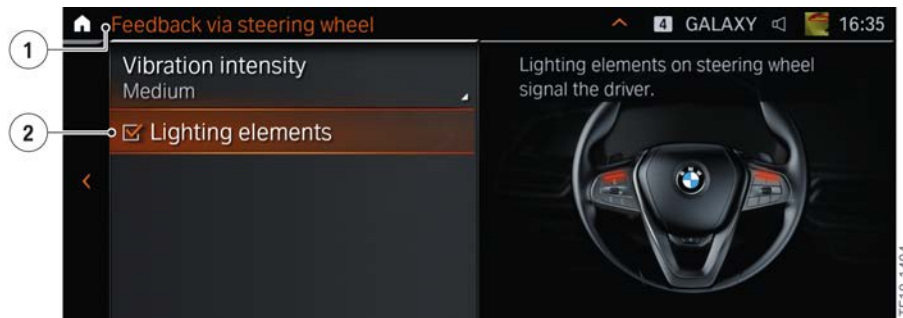 1
Feedback via steering wheel
4 GALAXY 16:35
Vibration intensity
Medium
2
Lighting elements
Lighting elements on steering wheel
signal the driver.
BMW